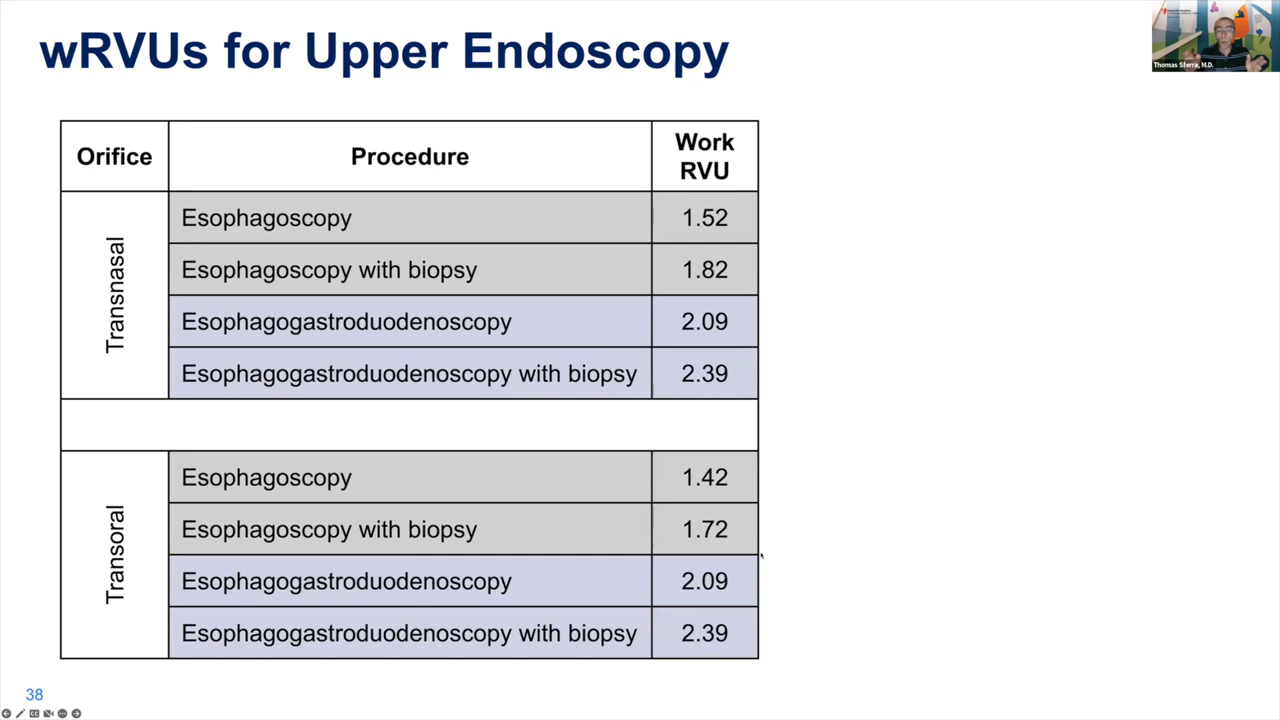 wRVUs for Upper Endoscopy
Thomas Sferra, M.D.
Orifice
Procedure
Work
RVU
Transnasal
Esophagoscopy
1.52
Esophagoscopy with biopsy
1.82
Esophagogastroduodenoscopy
2.09
Esophagogastroduodenoscopy with biopsy
2.39
Transoral
Esophagoscopy
1.42
Esophagoscopy with biopsy
1.72
Esophagogastroduodenoscopy
2.09
Esophagogastroduodenoscopy with biopsy
2.39
38